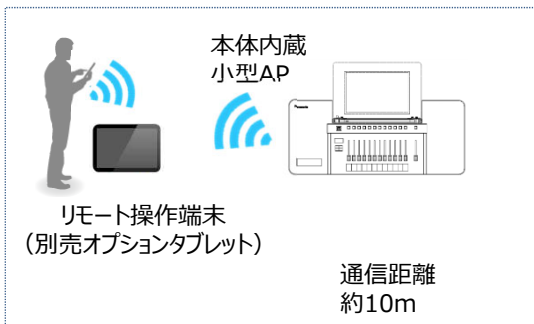 本体内蔵
小型AP
Panasonic
リモート操作端末
(別売オプションタブレット)
通信距離
約10m